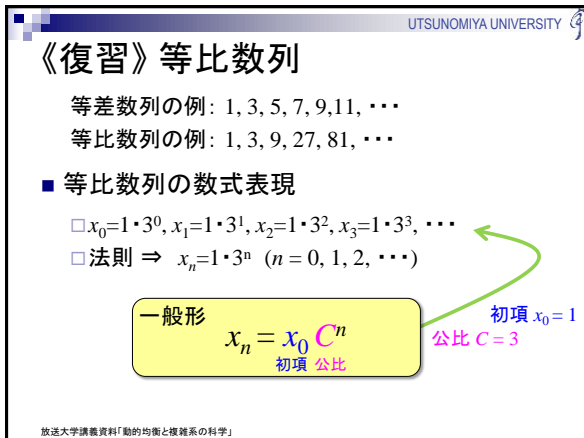 UTSUNOMIYA UNIVERSITY
《復習》等比数列
等差数列の例: 1, 3, 5, 7, 9,11, ・・・
等比数列の例: 1, 3, 9, 27, 81, ・・・
■ 等比数列の数式表現
□x₀=1・3⁰, x₁=1・3¹, x₂=1・3², x₃=1・3³, ・・・
□法則 ⇒ xₙ=1・3ⁿ (n = 0, 1, 2, ・・・)
一般形
xₙ = x₀ Cⁿ
初項 公比
初項 x₀ = 1
公比 C = 3
放送大学講義資料「動的均衡と複雑系の科学」